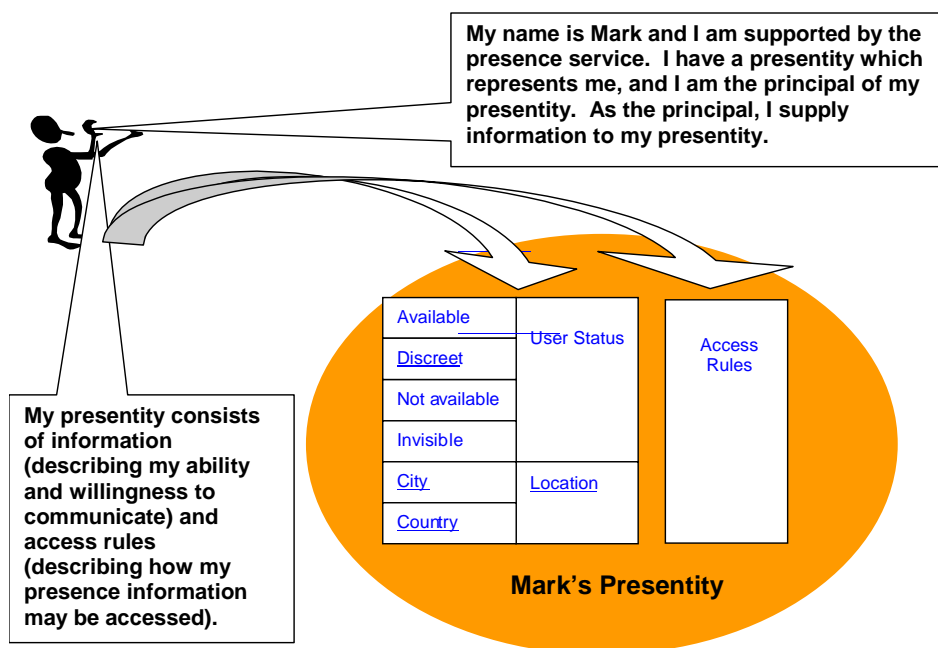 My name is Mark and I am supported by the
presence service.  I have a presentity which
represents me, and I am the principal of my
presentity.  As the principal, I supply
information to my presentity.
Available
User Status
Discreet
Not available
Invisible
City
Location
Country
Access
Rules
Mark's Presentity
My presentity consists
of information
(describing my ability
and willingness to
communicate) and
access rules
(describing how my
presence information
may be accessed).